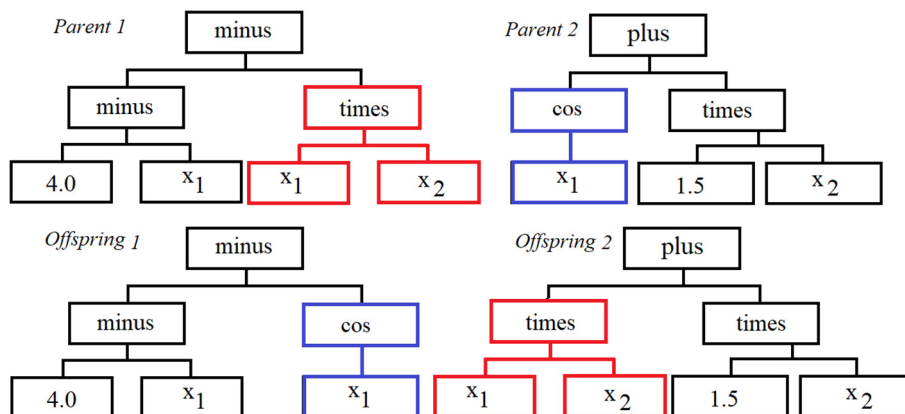 Parent 1
minus
Parent 2
plus
minus
times
cos
times
4.0
x1
x1
x2
x1
1.5
x2
Offspring 1
minus
Offspring 2
plus
minus
cos
times
times
4.0
x1
x1
x1
x2
1.5
x2